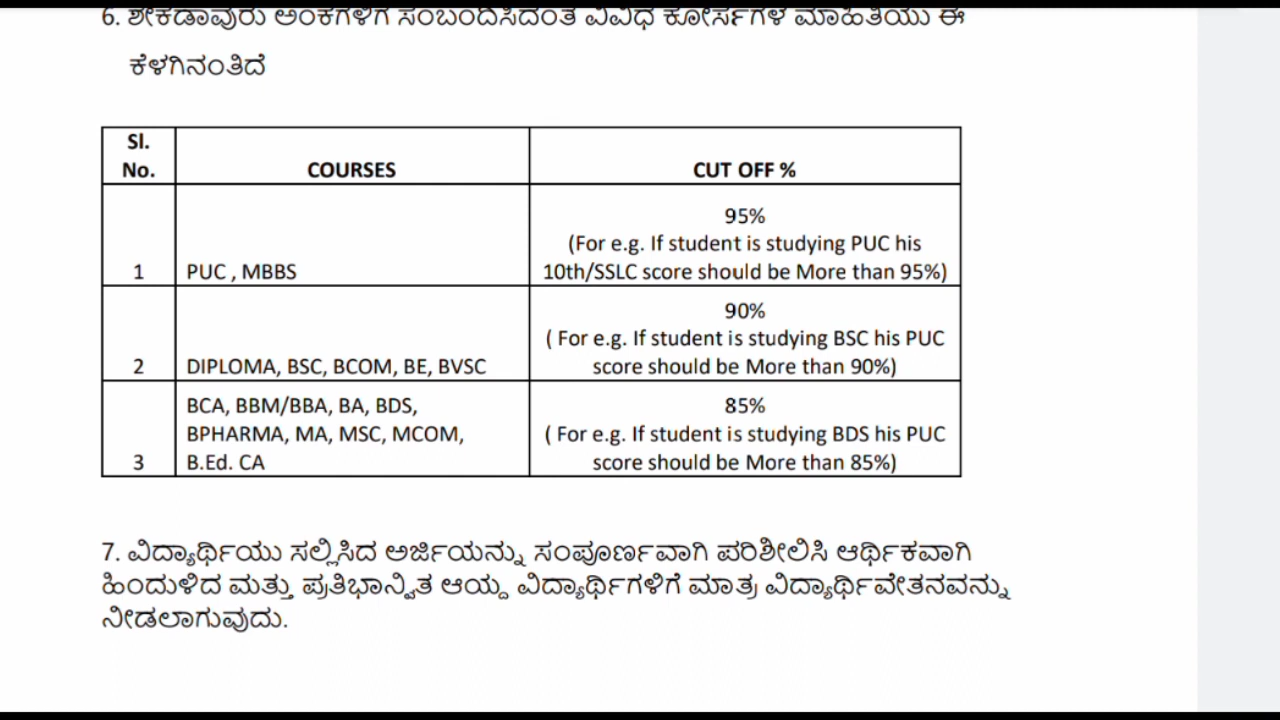 6. ಶೇಕಡಾವುರು ಅಂಕಗಳಿಗೆ ಸಂಬಂದಿಸಿದಂತೆ ವಿವಿಧ ಕೋರ್ಸಗಳ ಮಾಹಿತಿಯು ಈ
ಕೆಳಗಿನಂತಿದೆ
Sl.
No.
COURSES
CUT OFF %
1
PUC , MBBS
95%
(For e.g. If student is studying PUC his
10th/SSLC score should be More than 95%)
2
DIPLOMA, BSC, BCOM, BE, BVSC
90%
( For e.g. If student is studying BSC his PUC
score should be More than 90%)
3
BCA, BBM/BBA, BA, BDS,
BPHARMA, MA, MSC, MCOM,
B.Ed. CA
85%
( For e.g. If student is studying BDS his PUC
score should be More than 85%)
7. ವಿದ್ಯಾರ್ಥಿಯು ಸಲ್ಲಿಸಿದ ಅರ್ಜಿಯನ್ನು ಸಂಪೂರ್ಣವಾಗಿ ಪರಿಶೀಲಿಸಿ ಆರ್ಥಿಕವಾಗಿ
ಹಿಂದುಳಿದ ಮತ್ತು ಪ್ರತಿಭಾನ್ವಿತ ಆಯ್ದ ವಿದ್ಯಾರ್ಥಿಗಳಿಗೆ ಮಾತ್ರ ವಿದ್ಯಾರ್ಥಿವೇತನವನ್ನು
ನೀಡಲಾಗುವುದು.